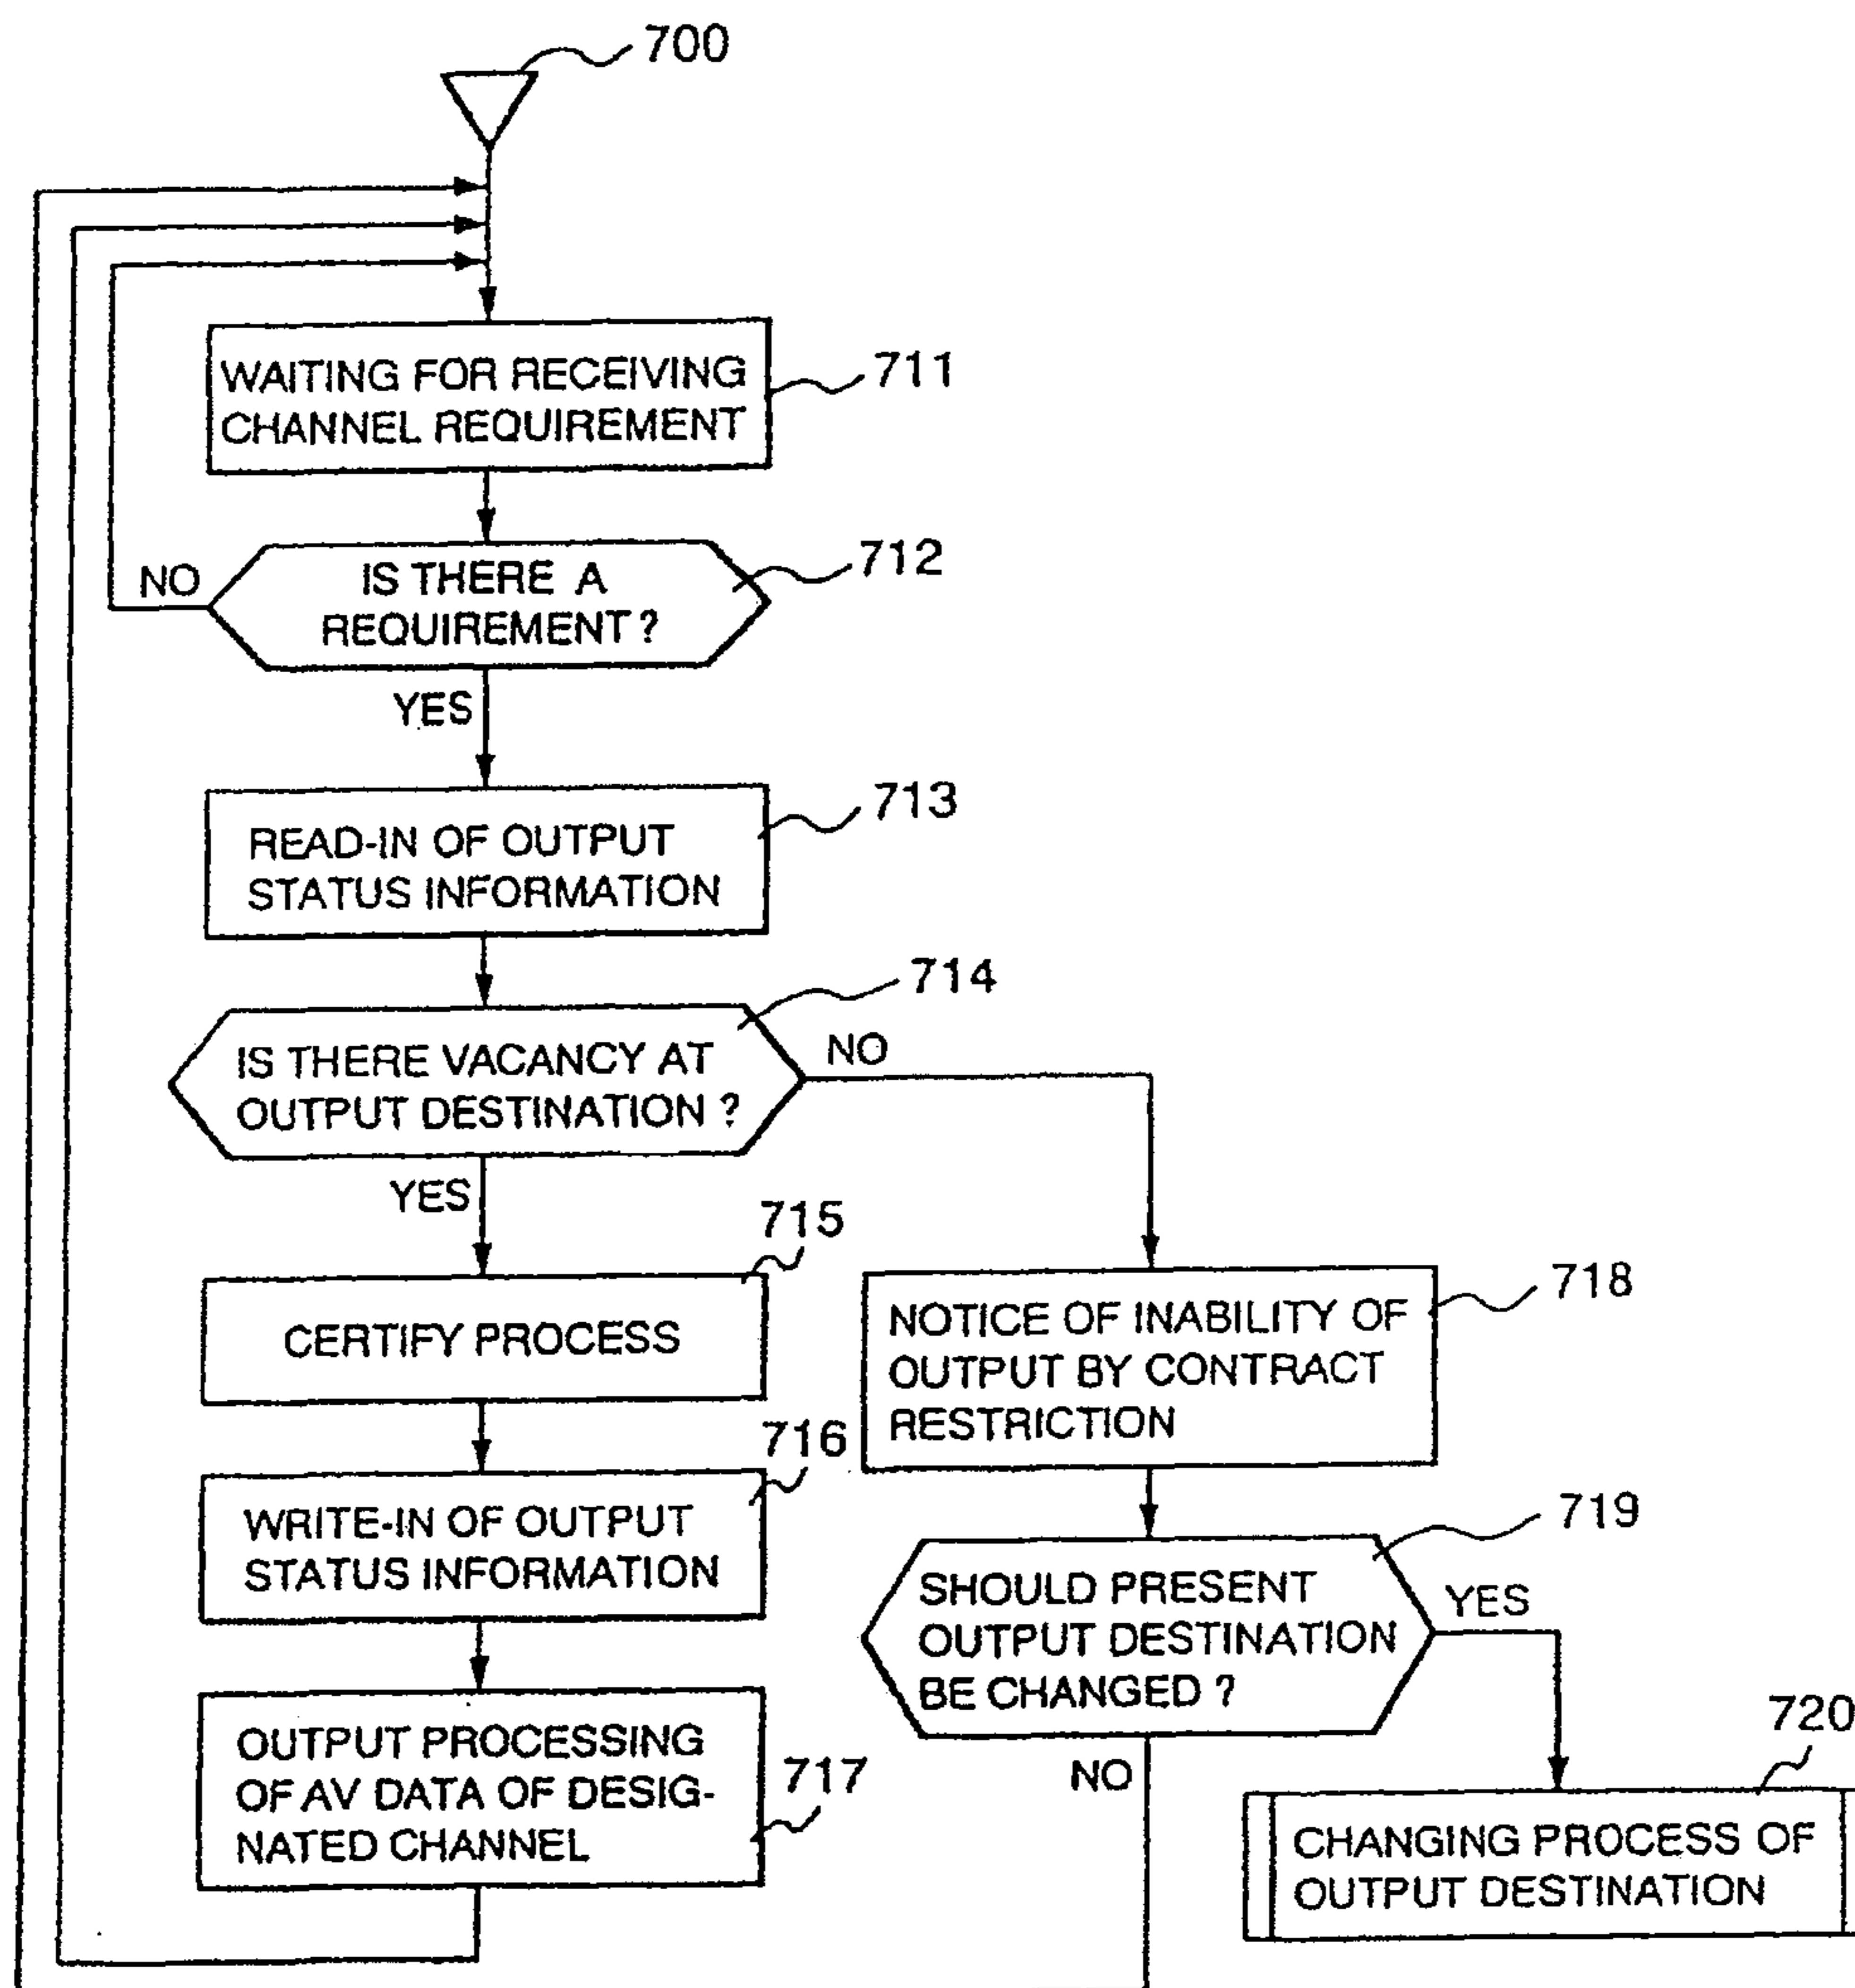 700
WAITING FOR RECEIVING
CHANNEL REQUIREMENT
711
IS THERE A
REQUIREMENT ?
712
NO
YES
READ-IN OF OUTPUT
STATUS INFORMATION
713
IS THERE VACANCY AT
OUTPUT DESTINATION ?
714
NO
YES
715
CERTIFY PROCESS
716
WRITE-IN OF OUTPUT
STATUS INFORMATION
OUTPUT PROCESSING
OF AV DATA OF DESIG-
NATED CHANNEL
717
NOTICE OF INABILITY OF
OUTPUT BY CONTRACT
RESTRICTION
718
SHOULD PRESENT
OUTPUT DESTINATION
BE CHANGED ?
719
YES
NO
720
CHANGING PROCESS OF
OUTPUT DESTINATION